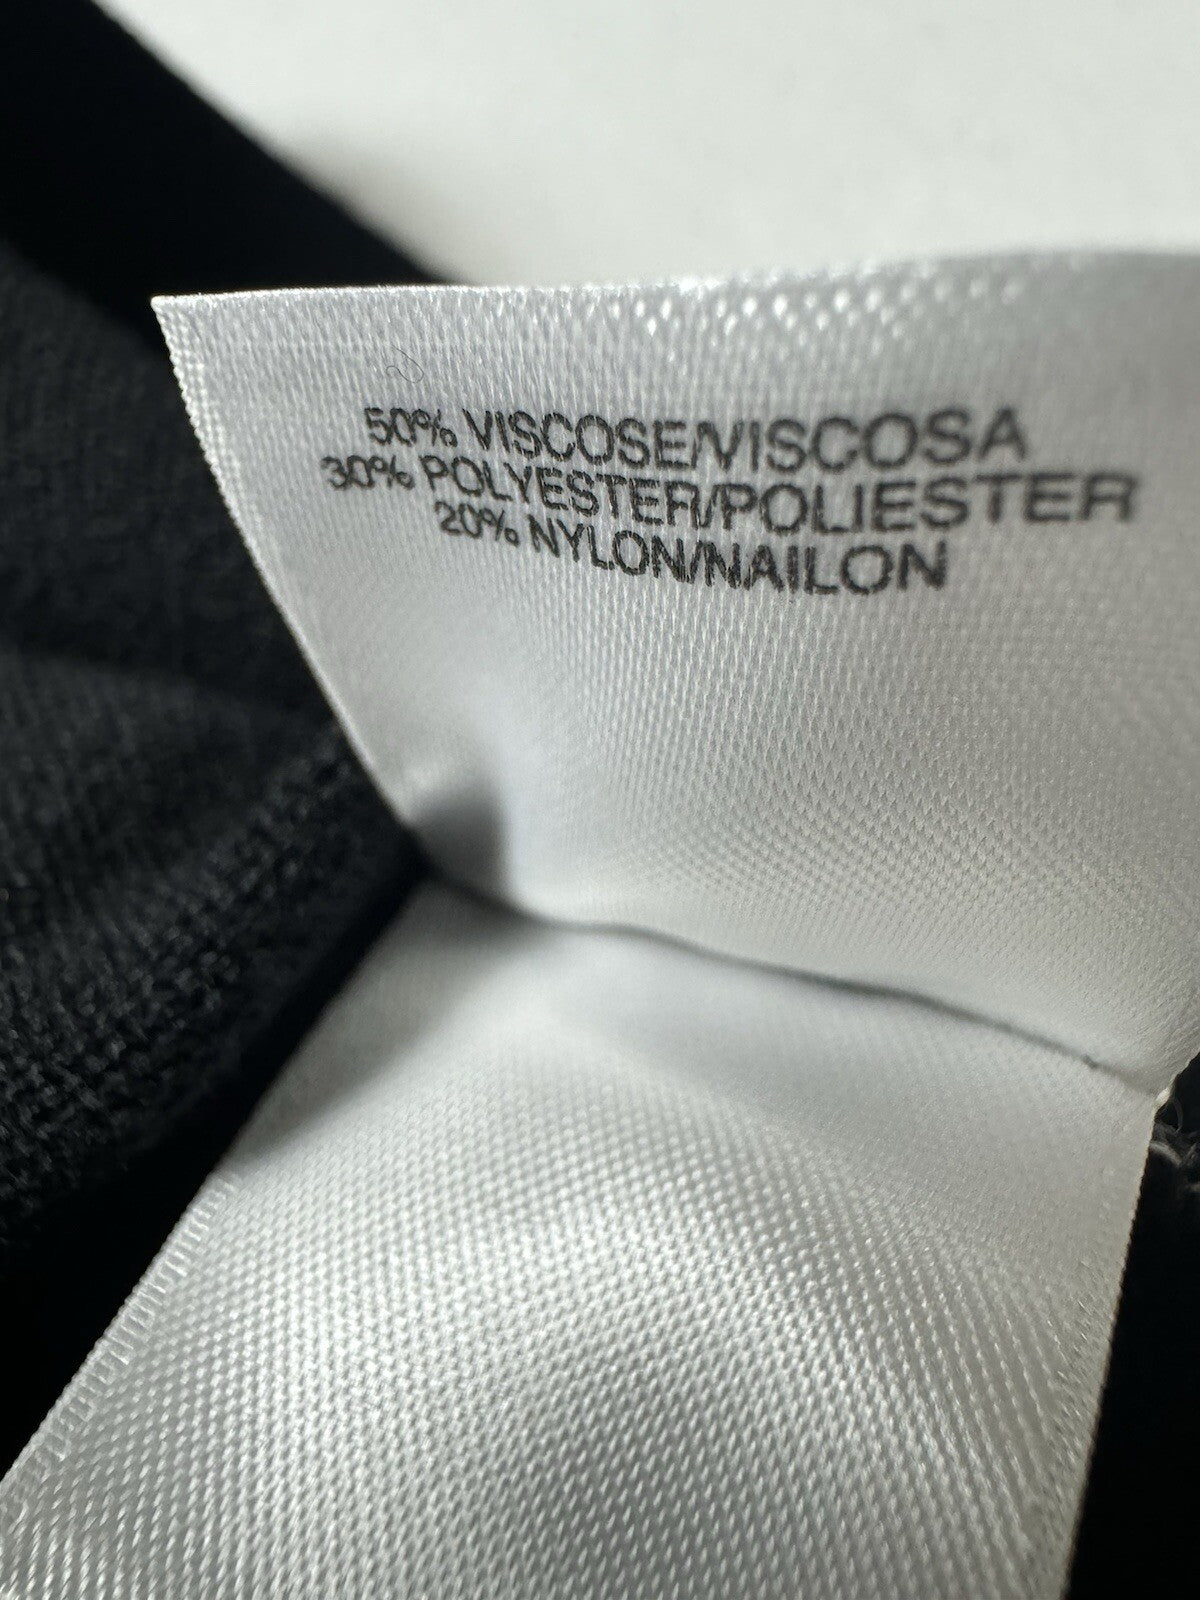 50% VISCOSE/VISCOSA
30% POLYESTER/POLIESTER
20% NYLON/NAILON